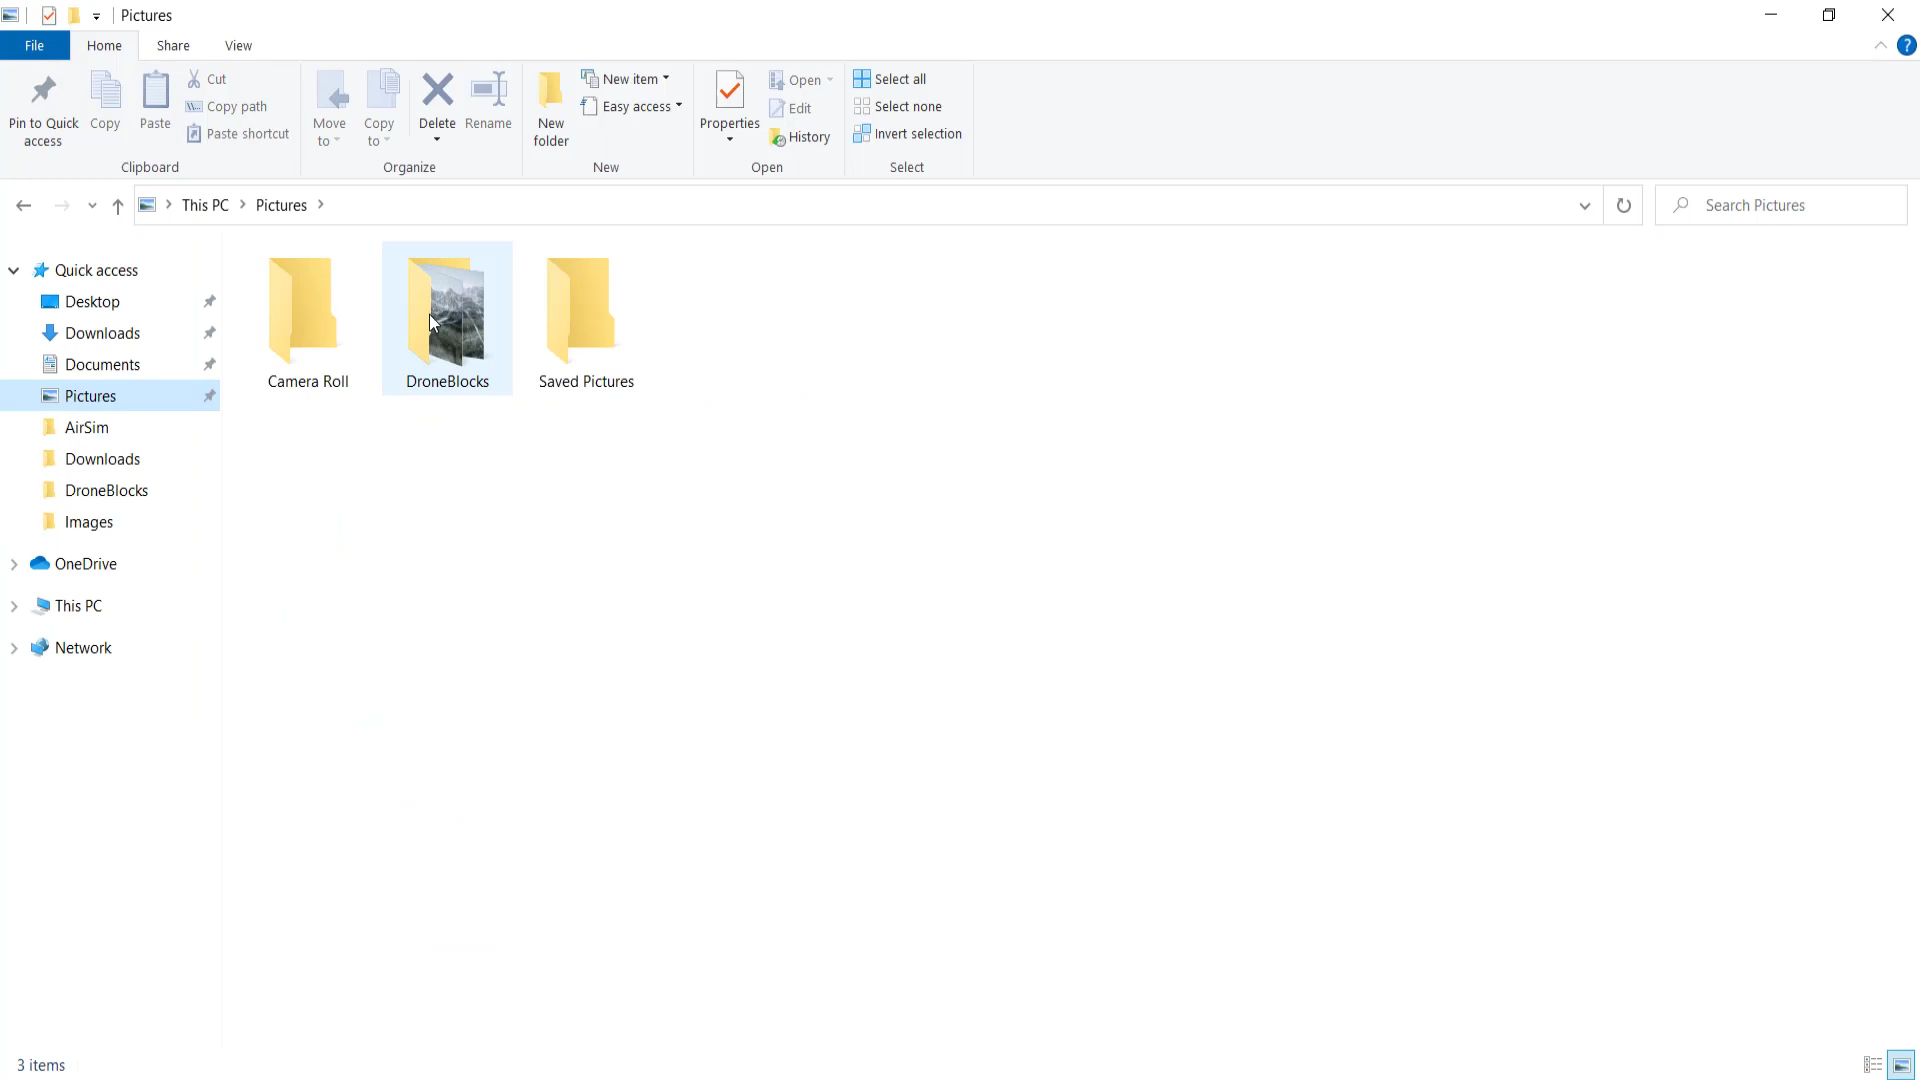 Pictures
File Home Share View
Pin to Quick access
Copy
Paste
Cut
Copy path
Paste shortcut
Clipboard
Move to
Copy to
Delete
Rename
Organize
New folder
New item
Easy access
New
Properties
Open
Edit
History
Open
Select all
Select none
Invert selection
Select
This PC Pictures
Search Pictures
Quick access
Desktop
Downloads
Documents
Pictures
AirSim
Downloads
DroneBlocks
Images
OneDrive
This PC
Network
Camera Roll
DroneBlocks
Saved Pictures
3 items